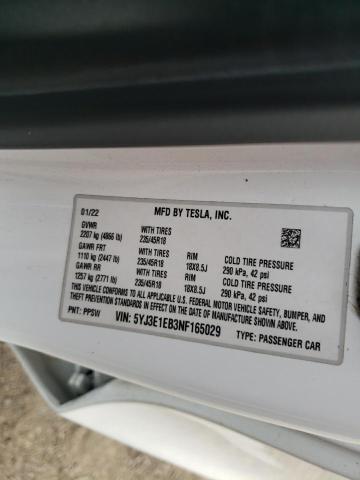 01/22 MFD BY TESLA, INC.
GVWR WITH TIRES
2207 kg (4866 lb) 235/45R18
GAWR FRT WITH TIRES RIM COLD TIRE PRESSURE
1110 kg (2447 lb) 235/45R18 18X8.5J 290 kPa, 42 psi
GAWR RR WITH TIRES RIM COLD TIRE PRESSURE
1257 kg (2771 lb) 235/45R18 18X8.5J 290 kPa, 42 psi
THIS VEHICLE CONFORMS TO ALL APPLICABLE U.S. FEDERAL MOTOR VEHICLE SAFETY, BUMPER, AND
THEFT PREVENTION STANDARDS IN EFFECT ON THE DATE OF MANUFACTURE SHOWN ABOVE.
PNT: PPSW VIN: 5YJ3E1EB3NF165029 TYPE: PASSENGER CAR